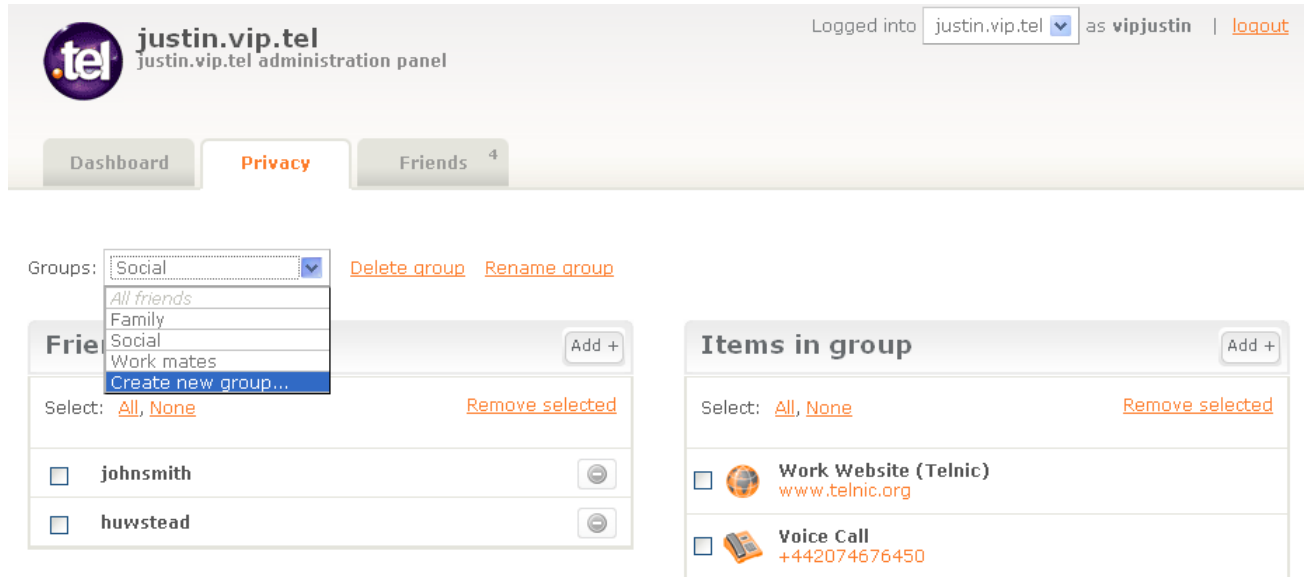 .tel
justin.vip.tel
justin.vip.tel administration panel
Logged into justin.vip.tel as vipjustin | logout
Dashboard Privacy Friends 4
Groups: Social Delete group Rename group
All friends
Family
Social
Work mates
Create new group...
Frie Add +
Select: All, None Remove selected
johnsmith
huwstead
Items in group Add +
Select: All, None Remove selected
Work Website (Telnic)
www.telnic.org
Voice Call
+442074676450